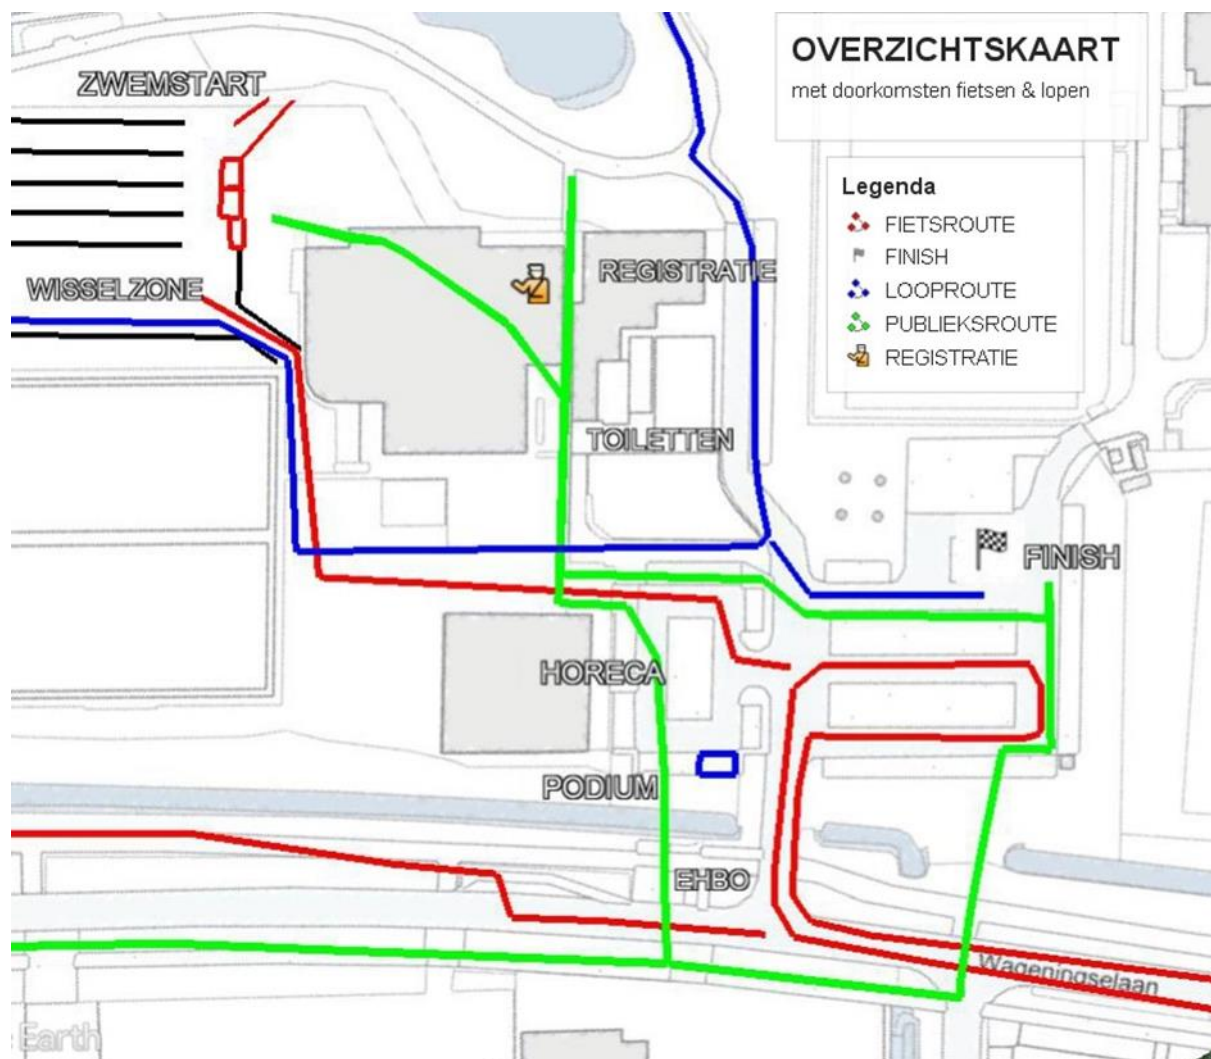 OVERZICHTSKAART
met doorkomsten fietsen & lopen
Legenda
FIETSROUTE
FINISH
LOOPROUTE
PUBLIEKSROUTE
REGISTRATIE
ZWEMSTART
WISSELZONE
REGISTRATIE
TOILETTEN
FINISH
HORECA
PODIUM
EHBO
Wageningselaan
Earth